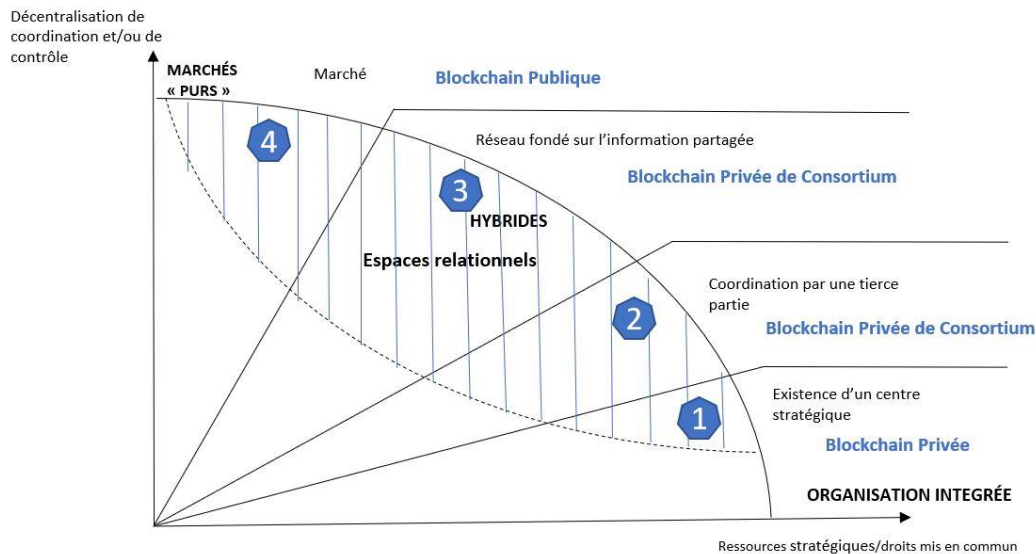 Décentralisation de
coordination et/ou de
contrôle
MARCHÉS
« PURS »
Marché
Blockchain Publique
4
Réseau fondé sur l’information partagée
3
Blockchain Privée de Consortium
HYBRIDES
Espaces relationnels
Coordination par une tierce
partie
2
Blockchain Privée de Consortium
Existence d’un centre
stratégique
1
Blockchain Privée
ORGANISATION INTEGRÉE
Ressources stratégiques/droits mis en commun